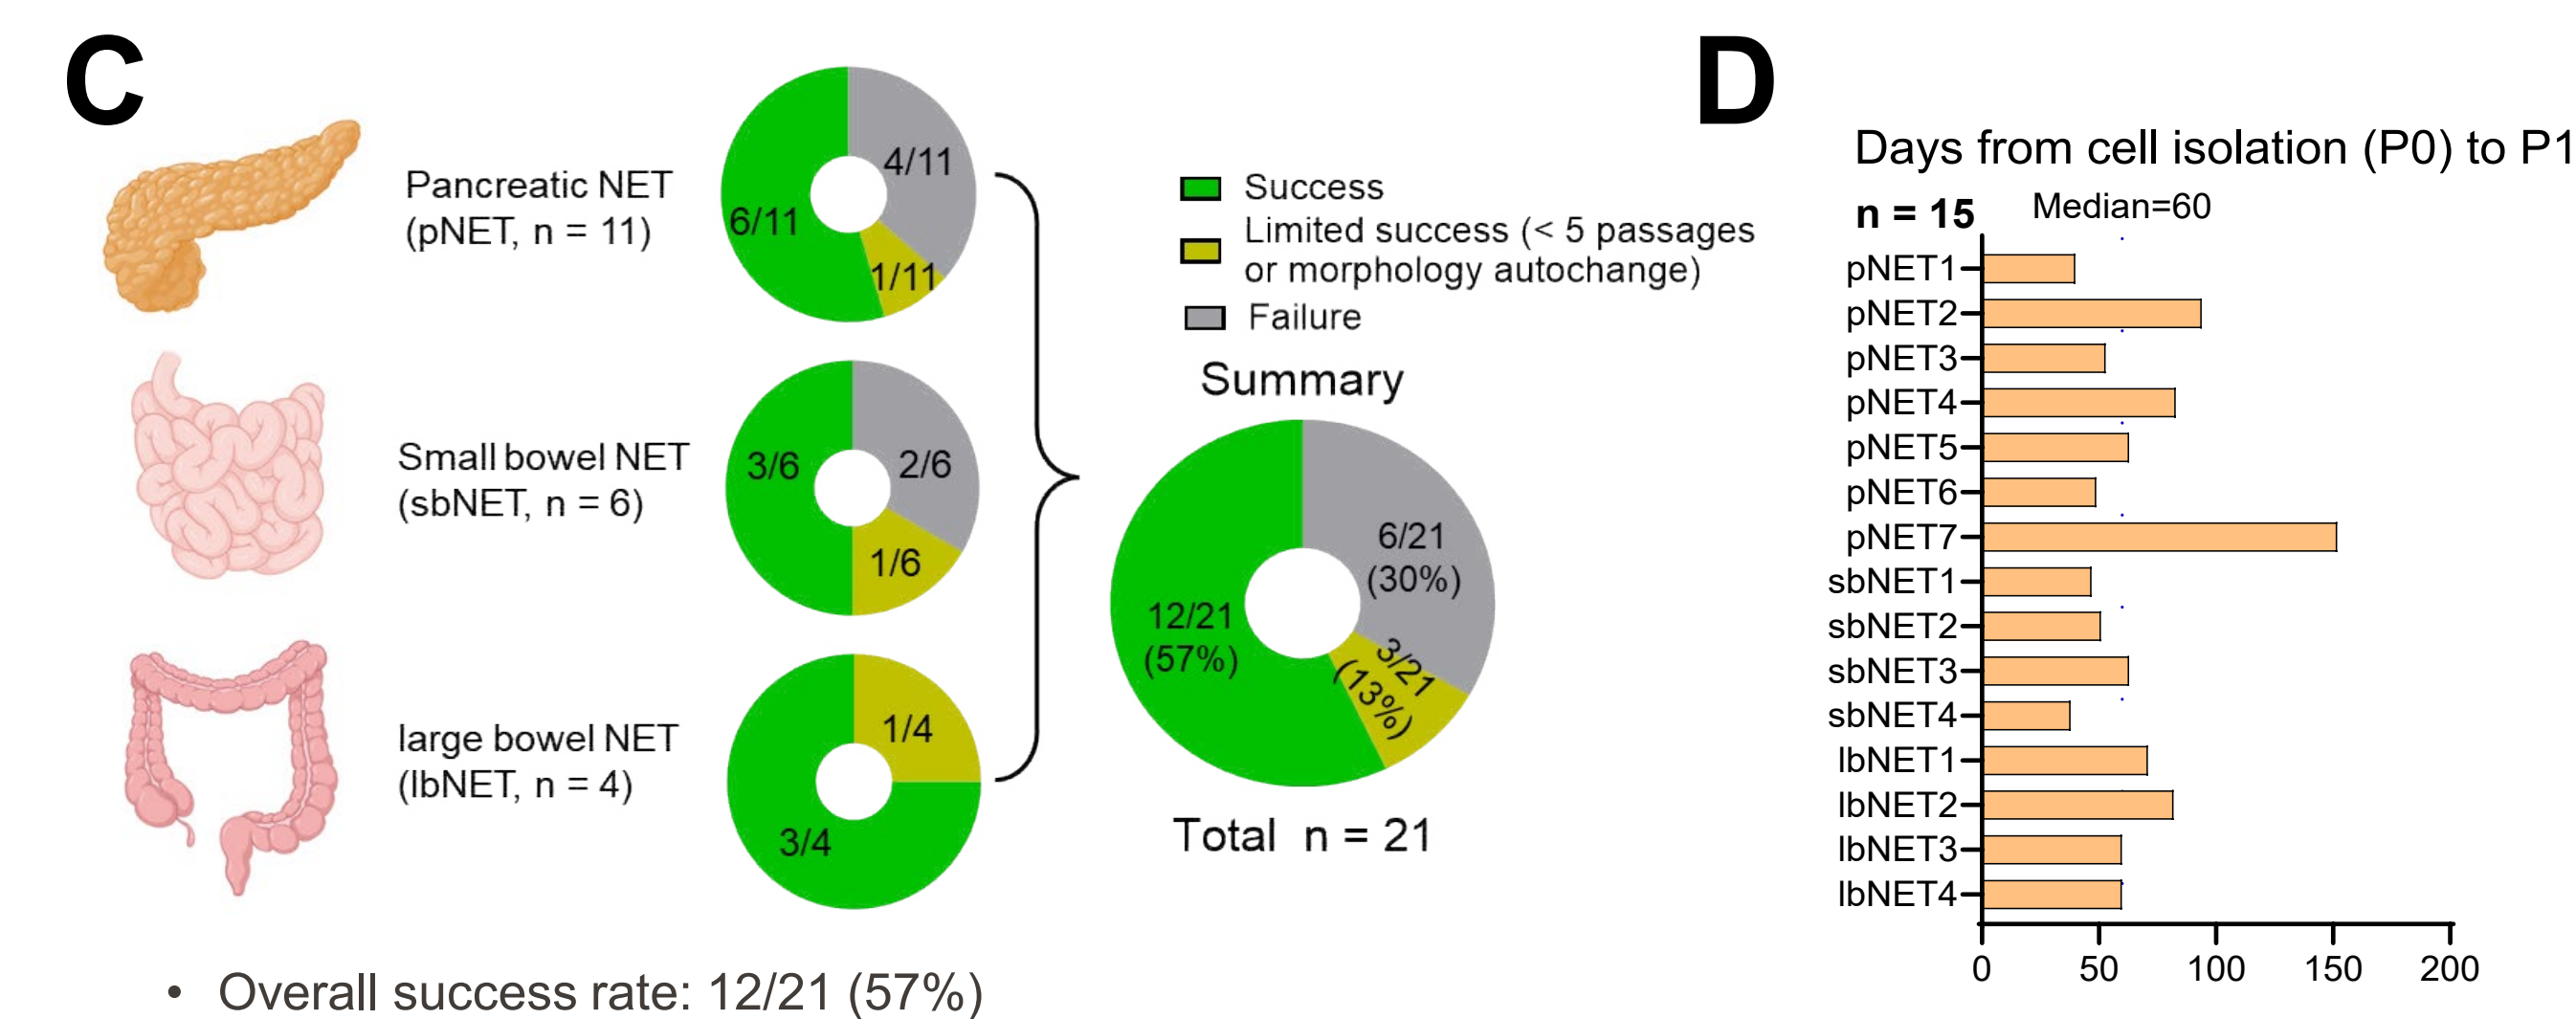 C
Pancreatic NET
(pNET, n = 11)
4/11
6/11
1/11
Small bowel NET
(sbNET, n = 6)
3/6
2/6
1/6
large bowel NET
(lbNET, n = 4)
1/4
3/4
Success
Limited success (< 5 passages
or morphology autochange)
Failure
Summary
6/21
(30%)
12/21
(57%)
3/21
(13%)
Total n = 21
• Overall success rate: 12/21 (57%)
D
Days from cell isolation (P0) to P1
n = 15 Median=60
pNET1
pNET2
pNET3
pNET4
pNET5
pNET6
pNET7
sbNET1
sbNET2
sbNET3
sbNET4
lbNET1
lbNET2
lbNET3
lbNET4
0 50 100 150 200